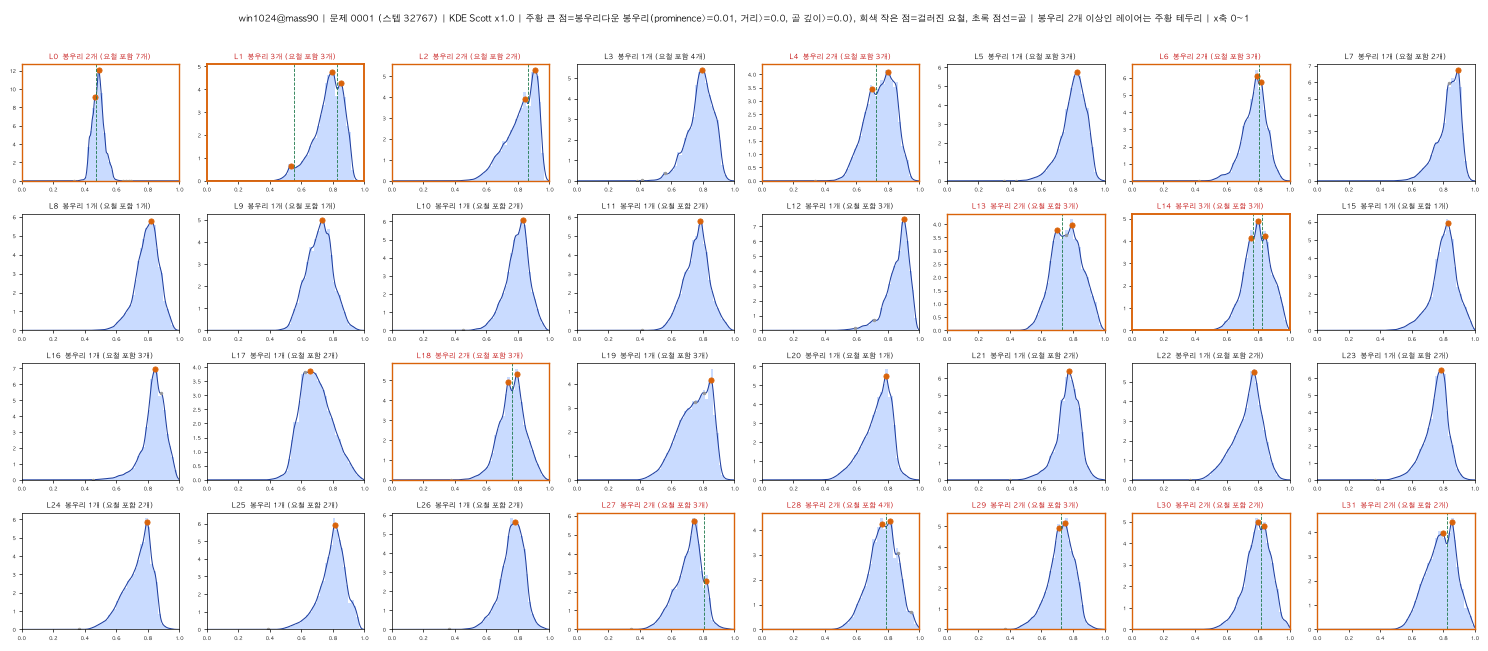 win1024@mass90 | 문제 0001 (스텝 32767) | KDE Scott x1.0 | 주황 큰 점=봉우리다운 봉우리(prominence>=0.01, 거리>=0.0, 골 깊이>=0.0), 회색 작은 점=걸러진 요철, 초록 점선=골 | 봉우리 2개 이상인 레이어는 주황 테두리 | x축 0~1
L0 봉우리 2개 (요철 포함 7개)
L1 봉우리 3개 (요철 포함 3개)
L2 봉우리 2개 (요철 포함 2개)
L3 봉우리 1개 (요철 포함 4개)
L4 봉우리 2개 (요철 포함 3개)
L5 봉우리 1개 (요철 포함 3개)
L6 봉우리 2개 (요철 포함 3개)
L7 봉우리 1개 (요철 포함 2개)
L8 봉우리 1개 (요철 포함 1개)
L9 봉우리 1개 (요철 포함 1개)
L10 봉우리 1개 (요철 포함 2개)
L11 봉우리 1개 (요철 포함 2개)
L12 봉우리 1개 (요철 포함 3개)
L13 봉우리 2개 (요철 포함 3개)
L14 봉우리 3개 (요철 포함 3개)
L15 봉우리 1개 (요철 포함 1개)
L16 봉우리 1개 (요철 포함 3개)
L17 봉우리 1개 (요철 포함 2개)
L18 봉우리 2개 (요철 포함 3개)
L19 봉우리 1개 (요철 포함 3개)
L20 봉우리 1개 (요철 포함 1개)
L21 봉우리 1개 (요철 포함 2개)
L22 봉우리 1개 (요철 포함 2개)
L23 봉우리 1개 (요철 포함 2개)
L24 봉우리 1개 (요철 포함 2개)
L25 봉우리 1개 (요철 포함 2개)
L26 봉우리 1개 (요철 포함 2개)
L27 봉우리 2개 (요철 포함 3개)
L28 봉우리 2개 (요철 포함 4개)
L29 봉우리 2개 (요철 포함 3개)
L30 봉우리 2개 (요철 포함 2개)
L31 봉우리 2개 (요철 포함 2개)